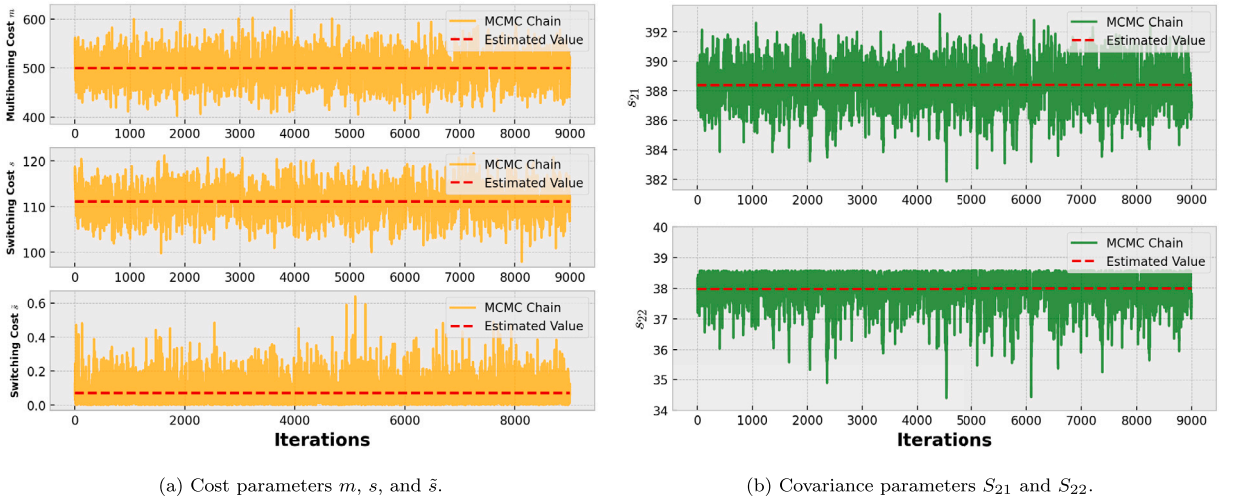 Multihoming Cost m
600
500
400
MCMC Chain
Estimated Value
0 1000 2000 3000 4000 5000 6000 7000 8000 9000
Switching Cost s
120
110
100
MCMC Chain
Estimated Value
0 1000 2000 3000 4000 5000 6000 7000 8000 9000
Switching Cost s̃
0.6
0.4
0.2
0.0
MCMC Chain
Estimated Value
0 2000 4000 6000 8000
Iterations
(a) Cost parameters m, s, and s̃.
s₂₁
392
390
388
386
384
382
MCMC Chain
Estimated Value
0 1000 2000 3000 4000 5000 6000 7000 8000 9000
s₂₂
40
39
38
37
36
35
34
MCMC Chain
Estimated Value
0 1000 2000 3000 4000 5000 6000 7000 8000 9000
Iterations
(b) Covariance parameters S₂₁ and S₂₂.